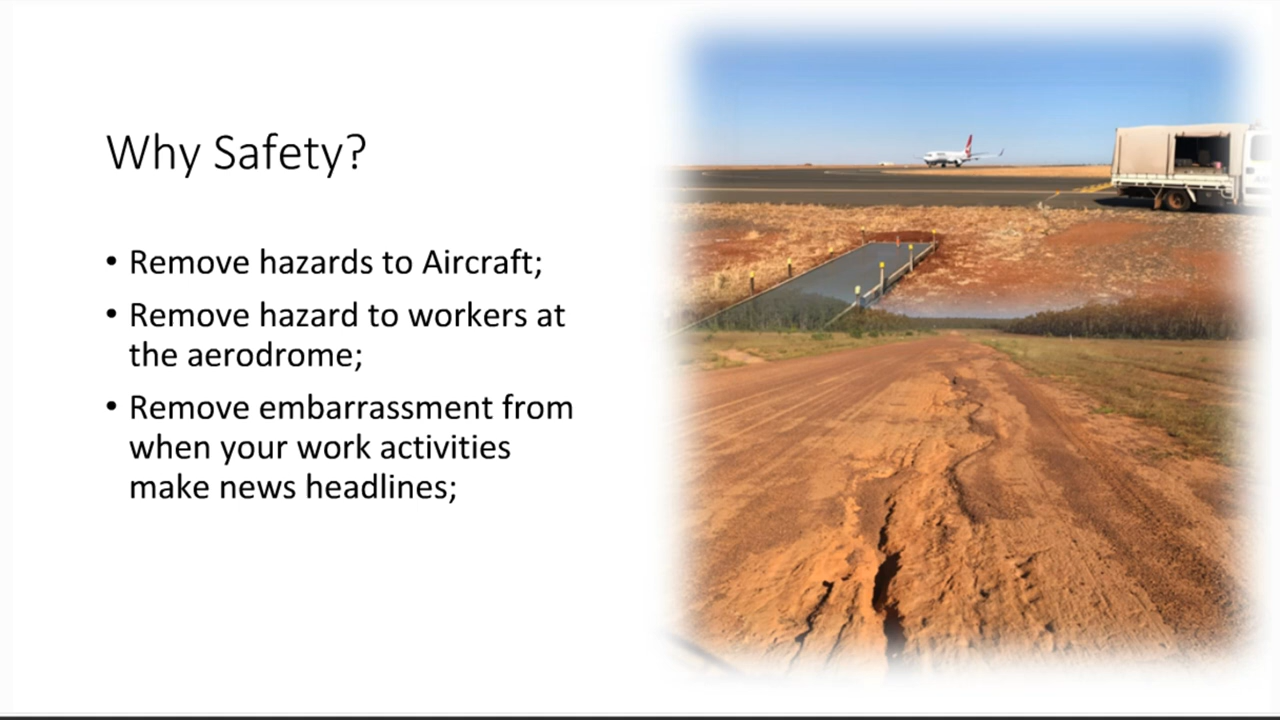 Why Safety?
• Remove hazards to Aircraft;
• Remove hazard to workers at
the aerodrome;
• Remove embarrassment from
when your work activities
make news headlines;